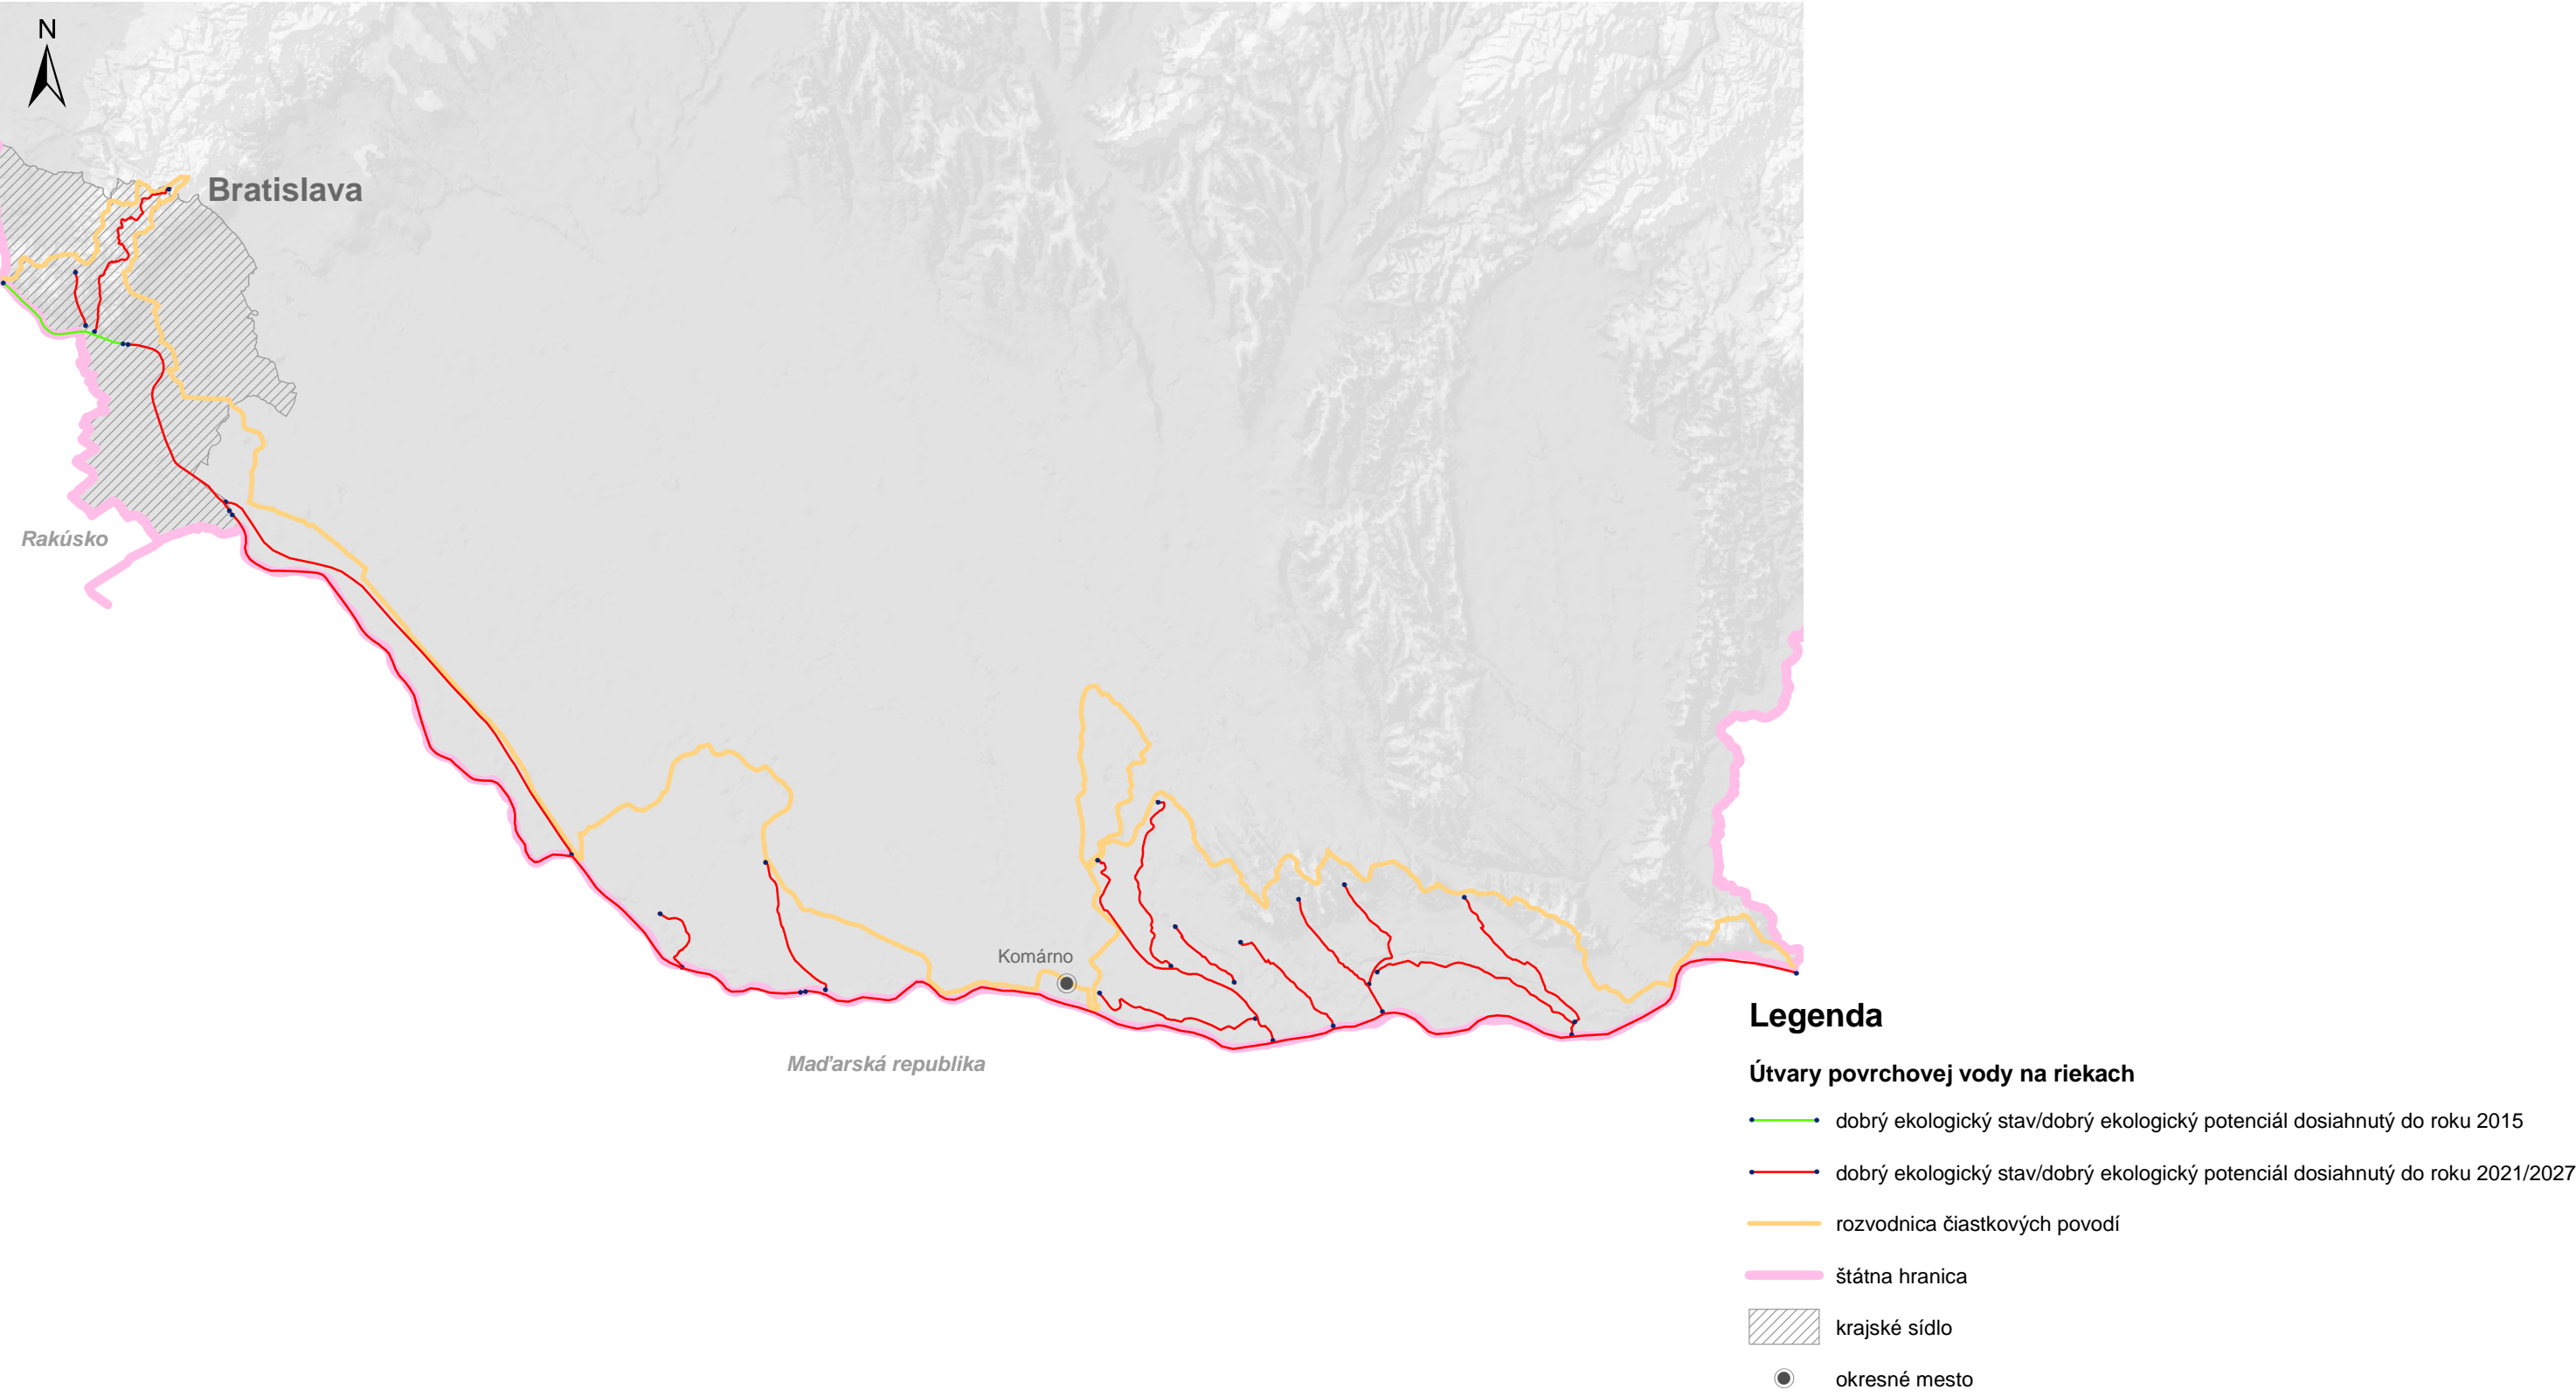 N
Bratislava
Rakúsko
Komárno
Maďarská republika
Legenda
Útvary povrchovej vody na riekach
dobrý ekologický stav/dobrý ekologický potenciál dosiahnutý do roku 2015
dobrý ekologický stav/dobrý ekologický potenciál dosiahnutý do roku 2021/2027
rozvodnica čiastkových povodí
štátna hranica
krajské sídlo
okresné mesto